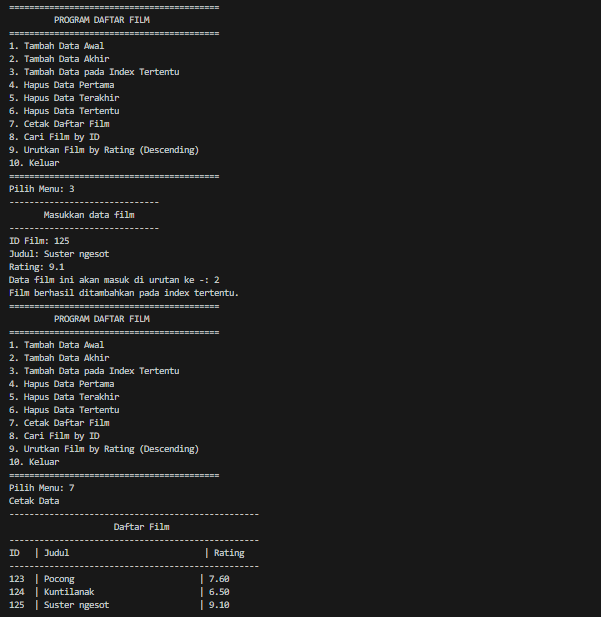 ==========================================
PROGRAM DAFTAR FILM
==========================================
1. Tambah Data Awal
2. Tambah Data Akhir
3. Tambah Data pada Index Tertentu
4. Hapus Data Pertama
5. Hapus Data Terakhir
6. Hapus Data Tertentu
7. Cetak Daftar Film
8. Cari Film by ID
9. Urutkan Film by Rating (Descending)
10. Keluar
==========================================
Pilih Menu: 3
------------------------------
Masukkan data film
------------------------------
ID Film: 125
Judul: Suster ngesot
Rating: 9.1
Data film ini akan masuk di urutan ke -: 2
Film berhasil ditambahkan pada index tertentu.
==========================================
PROGRAM DAFTAR FILM
==========================================
1. Tambah Data Awal
2. Tambah Data Akhir
3. Tambah Data pada Index Tertentu
4. Hapus Data Pertama
5. Hapus Data Terakhir
6. Hapus Data Tertentu
7. Cetak Daftar Film
8. Cari Film by ID
9. Urutkan Film by Rating (Descending)
10. Keluar
==========================================
Pilih Menu: 7
Cetak Data
--------------------------------------------------
Daftar Film
--------------------------------------------------
ID | Judul | Rating
--------------------------------------------------
123 | Pocong | 7.60
124 | Kuntilanak | 6.50
125 | Suster ngesot | 9.10